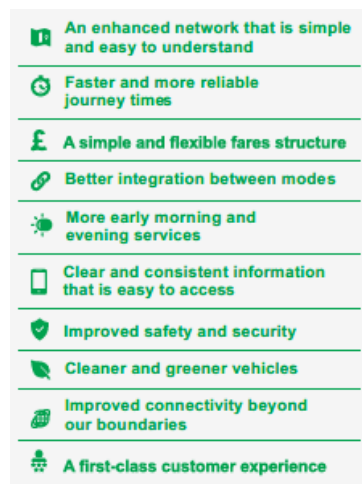 An enhanced network that is simple
and easy to understand
Faster and more reliable
journey times
£ A simple and flexible fares structure
Better integration between modes
More early morning and
evening services
Clear and consistent information
that is easy to access
Improved safety and security
Cleaner and greener vehicles
Improved connectivity beyond
our boundaries
A first-class customer experience